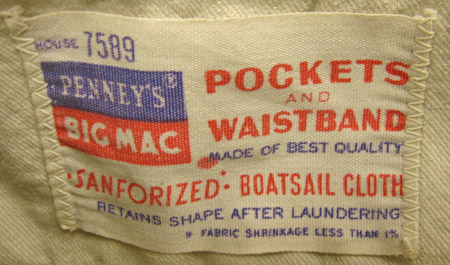 HOUSE 7589
PENNEY'S®
BIG MAC
POCKETS
AND
WAISTBAND
MADE OF BEST QUALITY
·SANFORIZED· BOATSAIL CLOTH
RETAINS SHAPE AFTER LAUNDERING
* FABRIC SHRINKAGE LESS THAN 1%